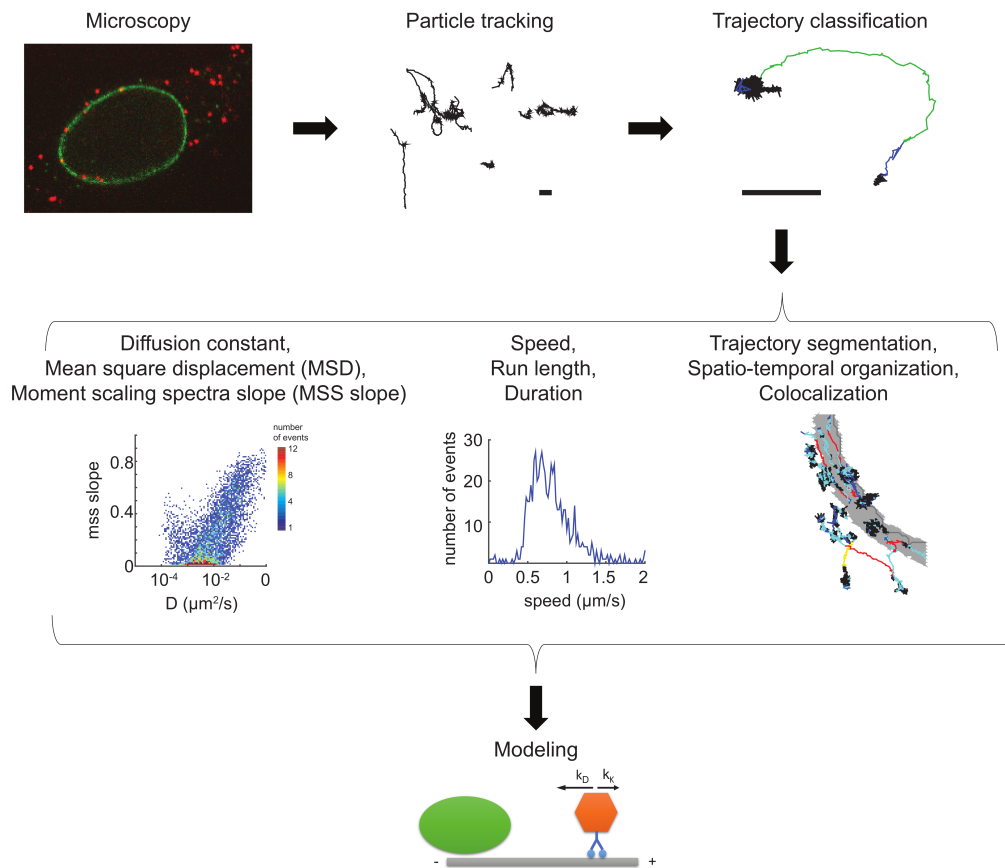 Microscopy
Particle tracking
Trajectory classification
Diffusion constant,
Mean square displacement (MSD),
Moment scaling spectra slope (MSS slope)
Speed,
Run length,
Duration
Trajectory segmentation,
Spatio-temporal organization,
Colocalization
number
of events
12
8
4
1
mss slope
0.8
0.4
0
10⁻⁴
10⁻²
0
D (µm²/s)
number of events
30
20
10
0
0
0.5
1
1.5
2
speed (µm/s)
Modeling
k_D
k_K
-
+